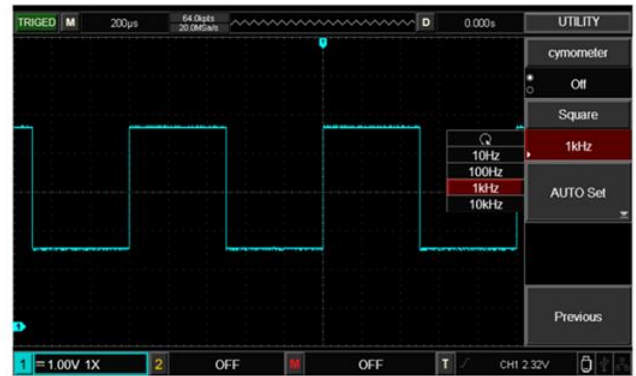 TRIGED M 200μs 64.0kpts 20.0MSa/s D 0.000s UTILITY
cymometer
Off
Square
1kHz
10Hz
100Hz
1kHz
10kHz
AUTO Set
Previous
1
1 1.00V 1X 2 OFF M OFF T CH1 2.32V